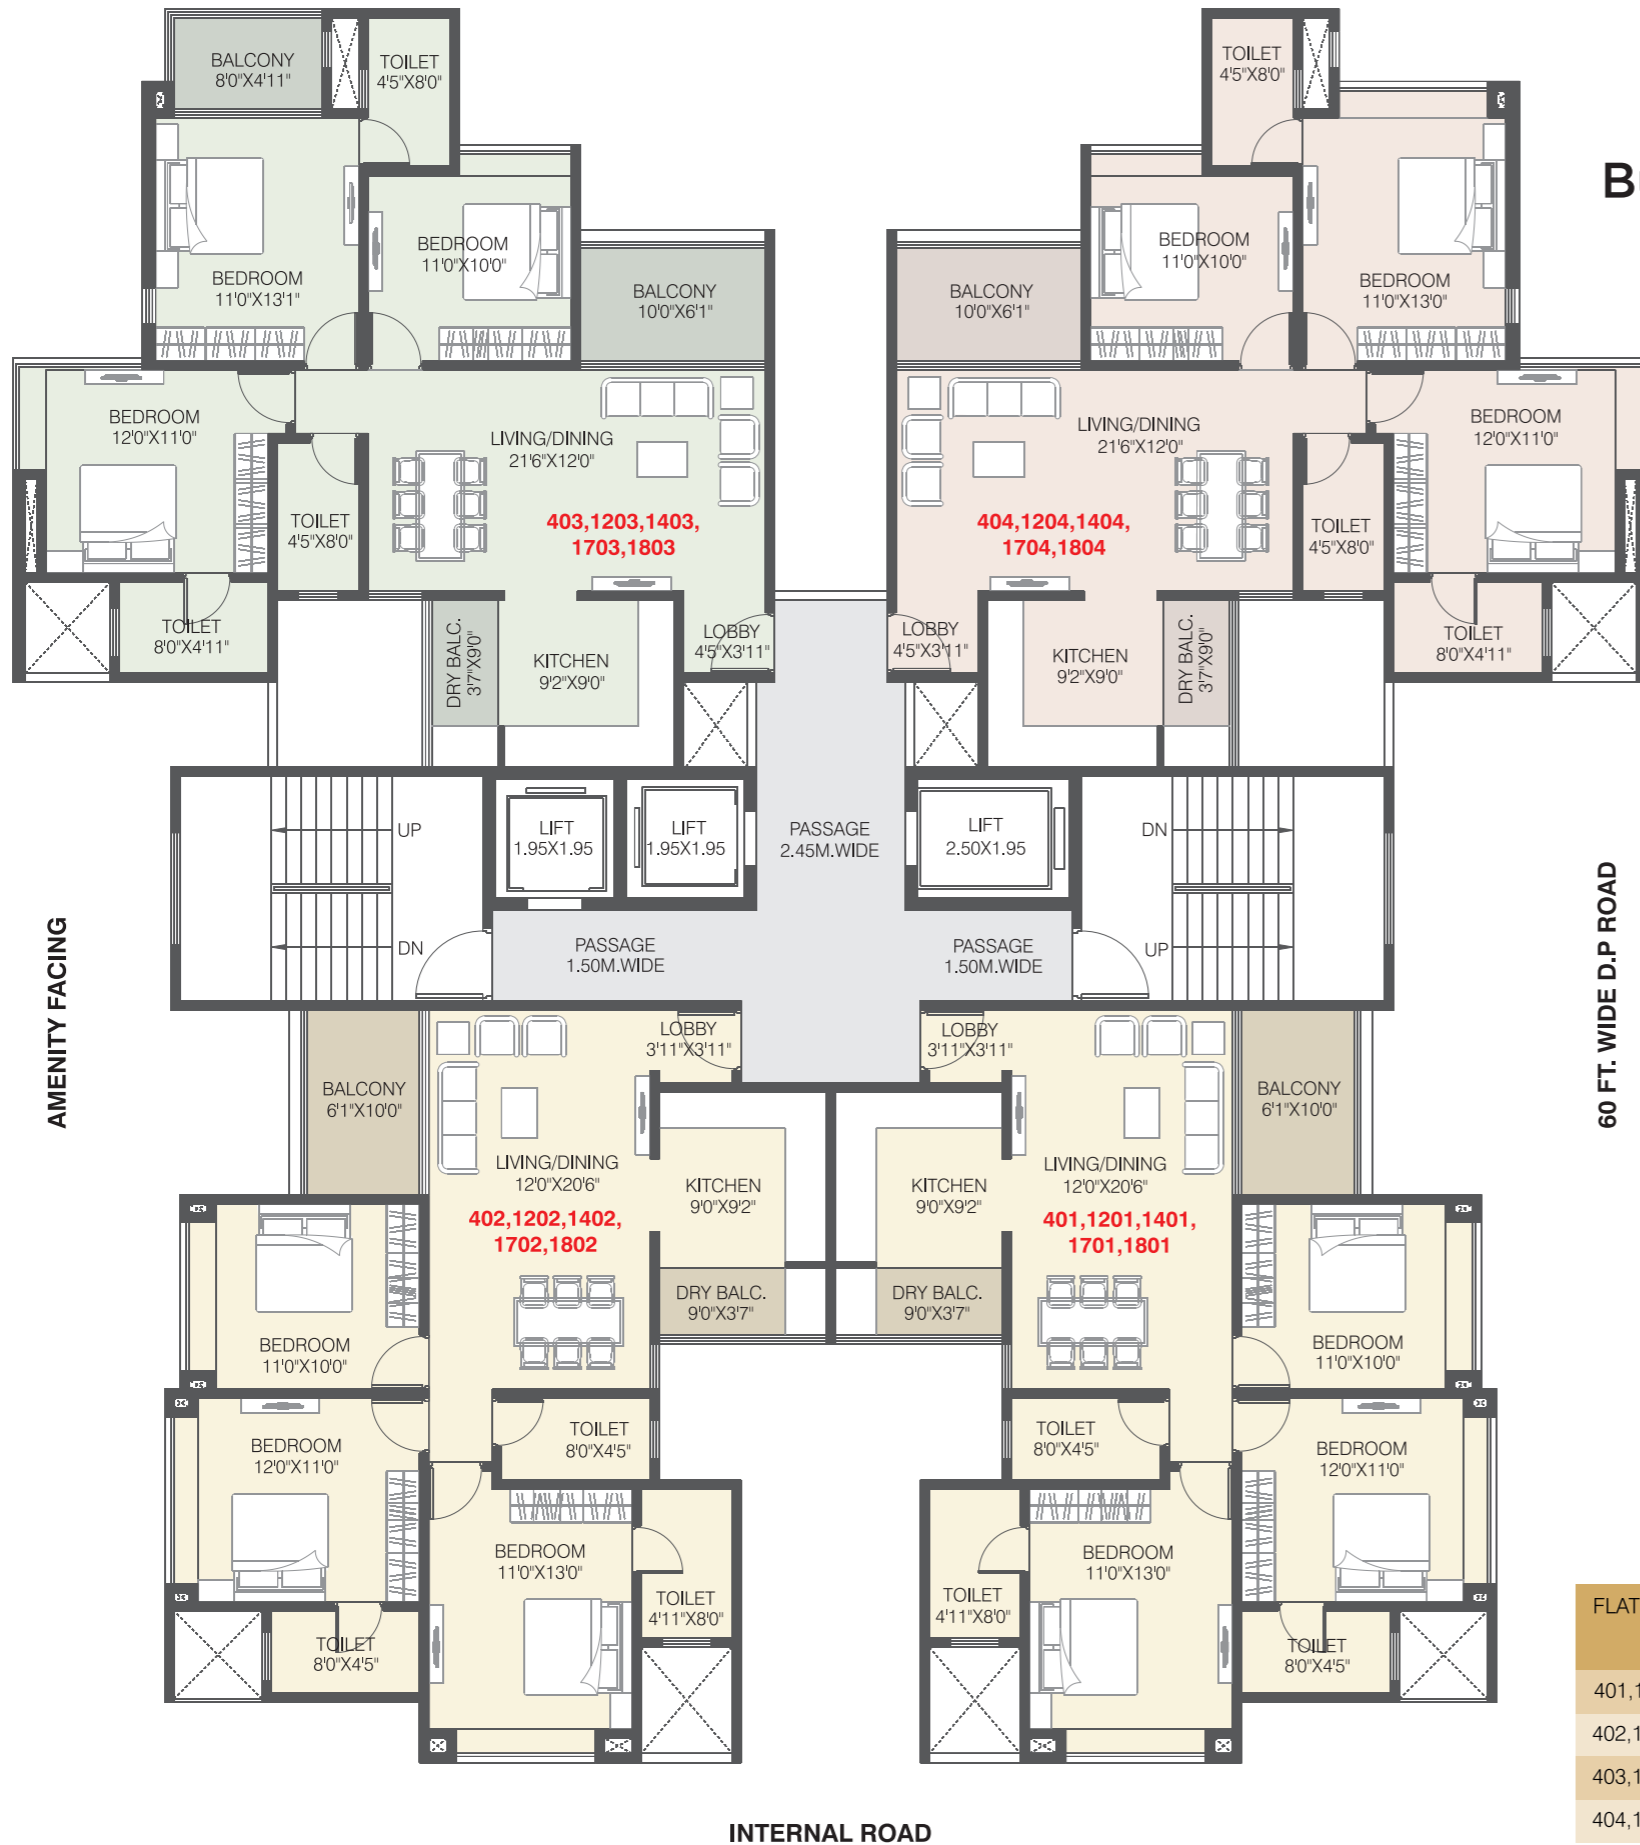 BALCONY
8'0"X4'11"
TOILET
4'5"X8'0"
TOILET
4'5"X8'0"
BEDROOM
11'0"X13'1"
BEDROOM
11'0"X10'0"
BALCONY
10'0"X6'1"
BALCONY
10'0"X6'1"
BEDROOM
11'0"X10'0"
BEDROOM
11'0"X13'0"
BEDROOM
12'0"X11'0"
LIVING/DINING
21'6"X12'0"
LIVING/DINING
21'6"X12'0"
BEDROOM
12'0"X11'0"
TOILET
4'5"X8'0"
403,1203,1403,
1703,1803
404,1204,1404,
1704,1804
TOILET
4'5"X8'0"
TOILET
8'0"X4'11"
DRY BALC.
3'7"X9'0"
KITCHEN
9'2"X9'0"
LOBBY
4'5"X3'11"
LOBBY
4'5"X3'11"
KITCHEN
9'2"X9'0"
DRY BALC.
3'7"X9'0"
TOILET
8'0"X4'11"
UP
LIFT
1.95X1.95
LIFT
1.95X1.95
PASSAGE
2.45M.WIDE
LIFT
2.50X1.95
DN
AMENITY FACING
DN
PASSAGE
1.50M.WIDE
PASSAGE
1.50M.WIDE
UP
60 FT. WIDE D.P ROAD
BALCONY
6'1"X10'0"
LOBBY
3'11"X3'11"
LOBBY
3'11"X3'11"
BALCONY
6'1"X10'0"
LIVING/DINING
12'0"X20'6"
KITCHEN
9'0"X9'2"
KITCHEN
9'0"X9'2"
LIVING/DINING
12'0"X20'6"
402,1202,1402,
1702,1802
401,1201,1401,
1701,1801
DRY BALC.
9'0"X3'7"
DRY BALC.
9'0"X3'7"
BEDROOM
11'0"X10'0"
BEDROOM
11'0"X10'0"
BEDROOM
12'0"X11'0"
TOILET
8'0"X4'5"
TOILET
8'0"X4'5"
BEDROOM
12'0"X11'0"
BEDROOM
11'0"X13'0"
TOILET
4'11"X8'0"
TOILET
4'11"X8'0"
BEDROOM
11'0"X13'0"
TOILET
8'0"X4'5"
TOILET
8'0"X4'5"
FLAT
401,1
402,1
403,1
404,1
INTERNAL ROAD